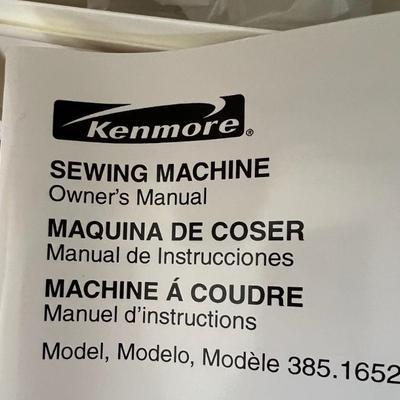 Kenmore®
SEWING MACHINE
Owner's Manual
MAQUINA DE COSER
Manual de Instrucciones
MACHINE Á COUDRE
Manuel d'instructions
Model, Modelo, Modèle 385.1652